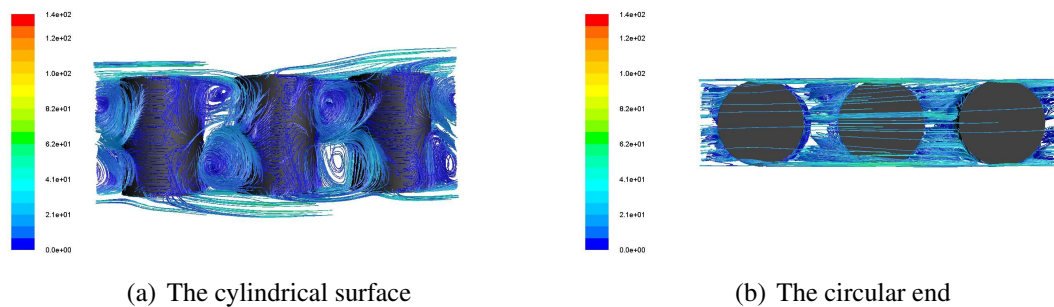 1.4e+02
1.2e+02
1.0e+02
8.2e+01
6.2e+01
4.1e+01
2.1e+01
0.0e+00
(a) The cylindrical surface
1.4e+02
1.2e+02
1.0e+02
8.2e+01
6.2e+01
4.1e+01
2.1e+01
0.0e+00
(b) The circular end